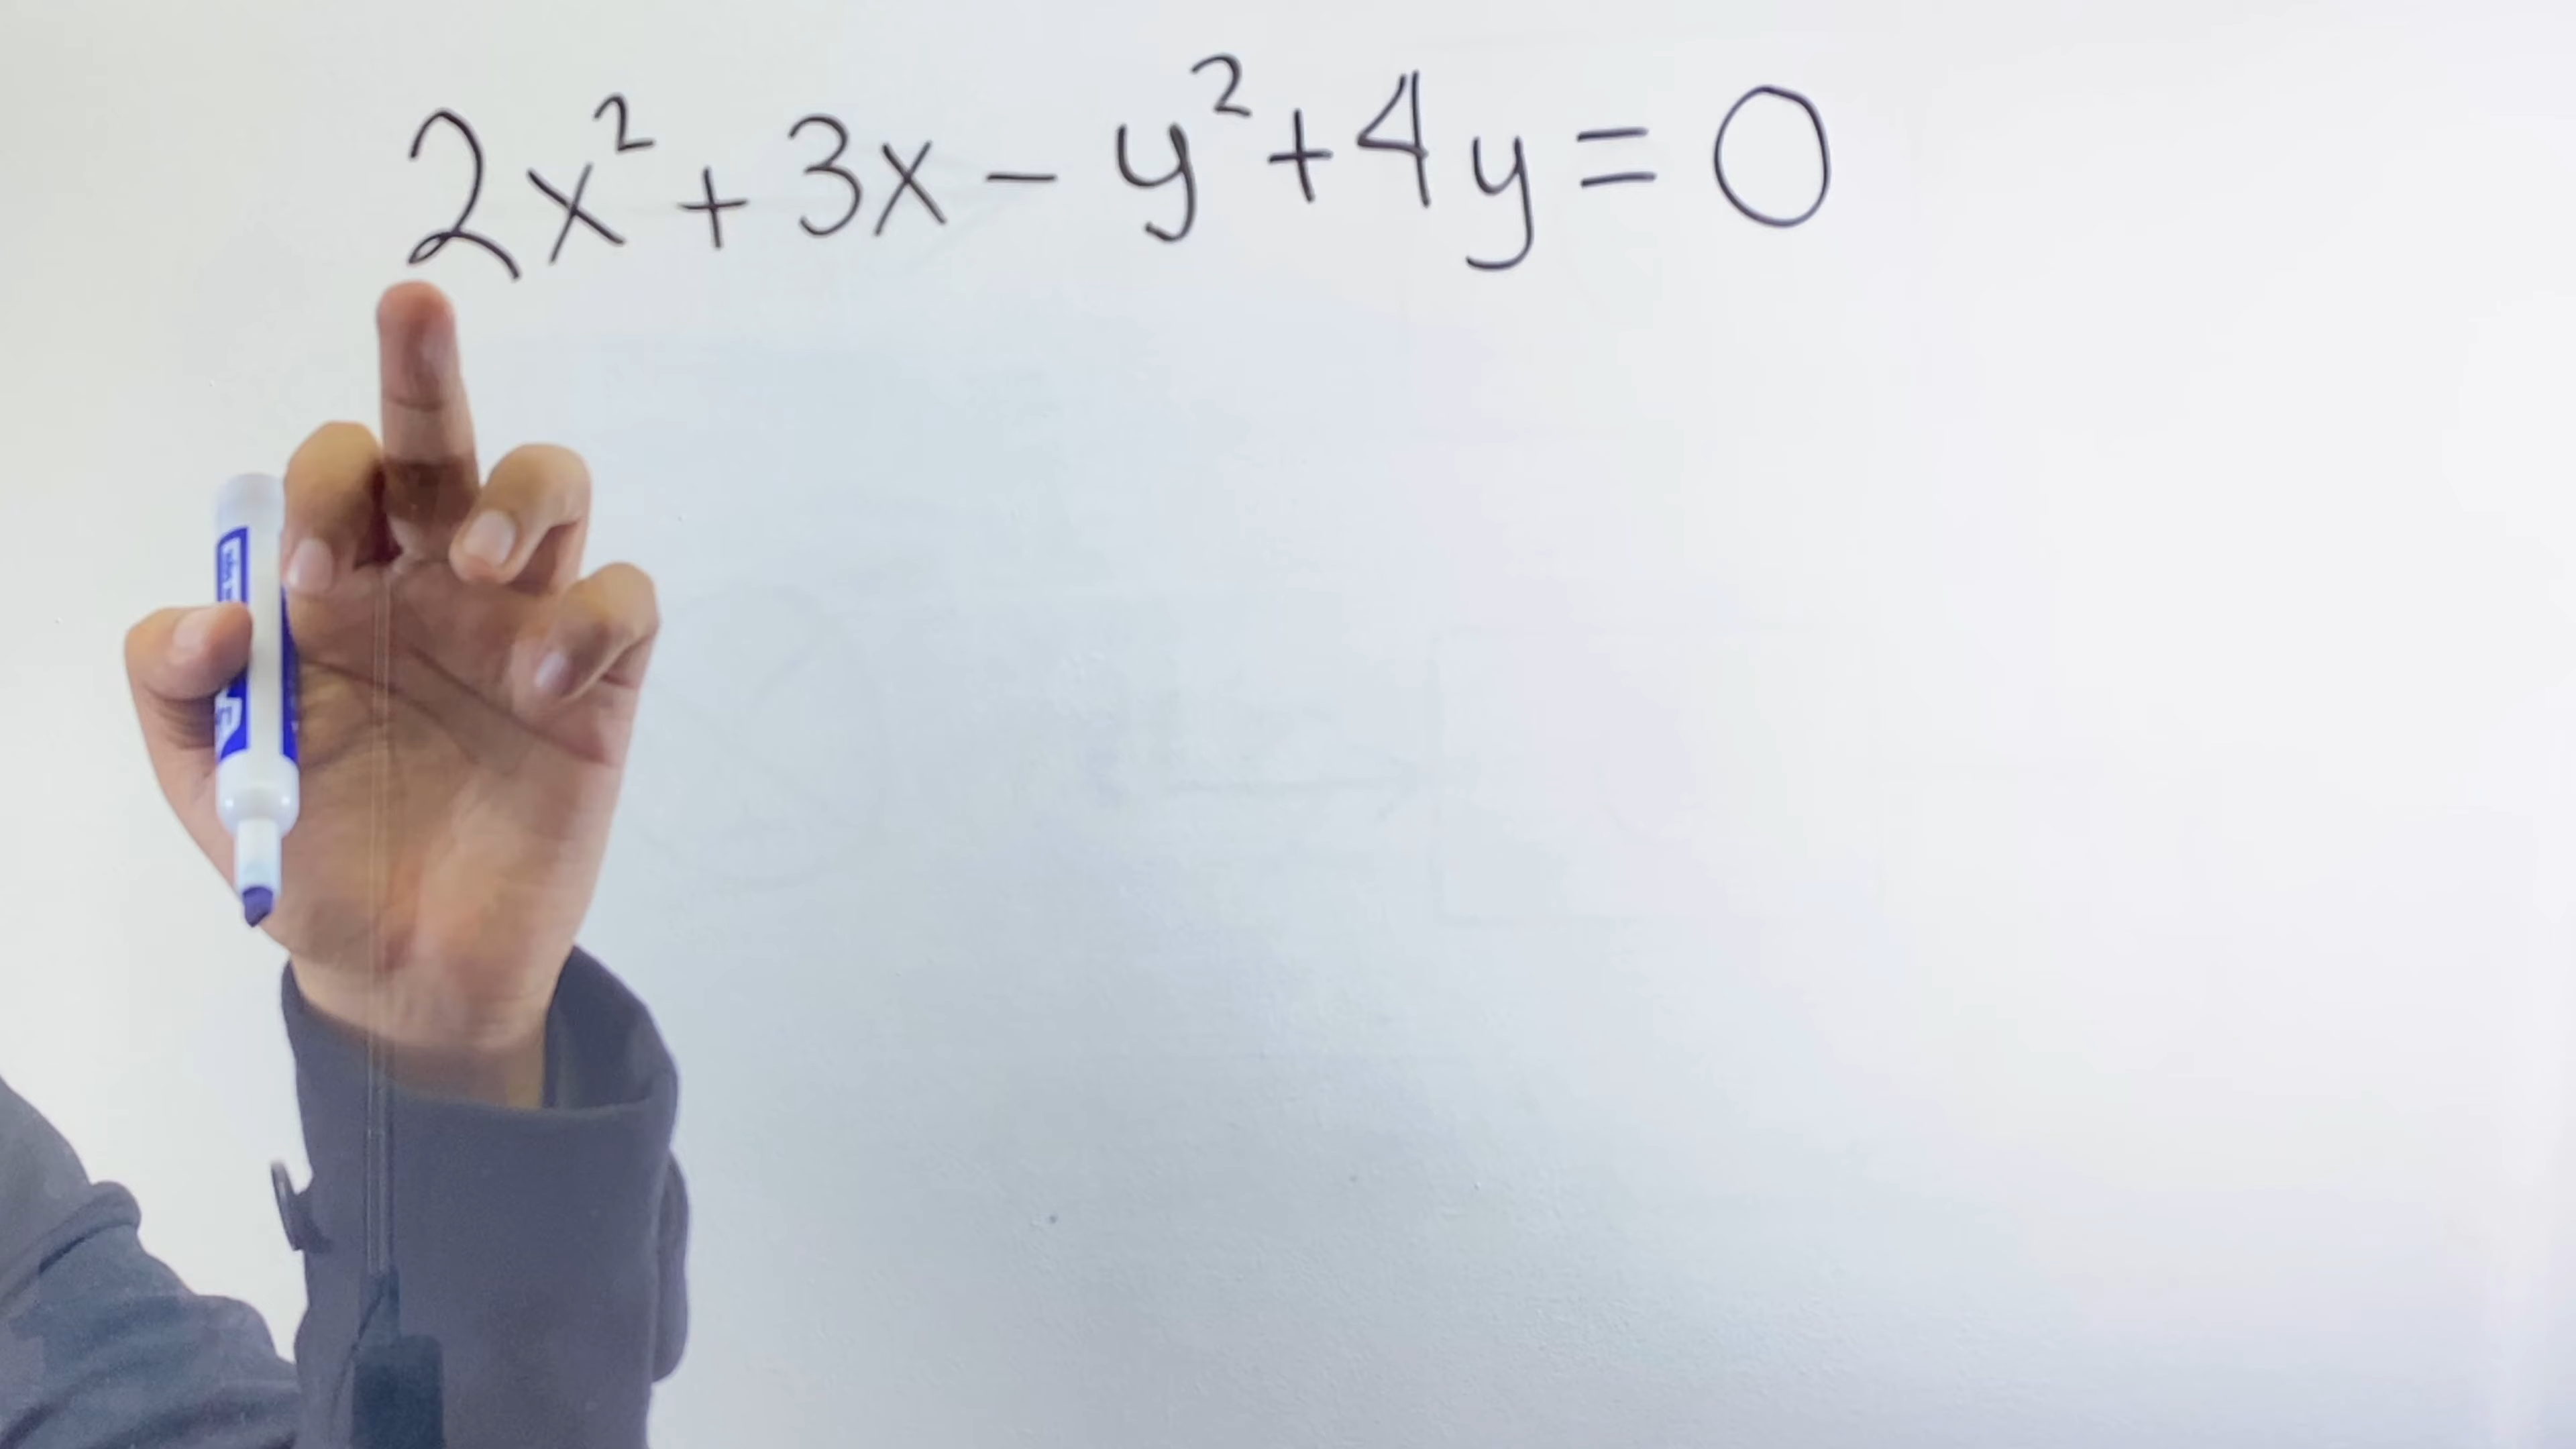 2x² + 3x - y² + 4y = 0